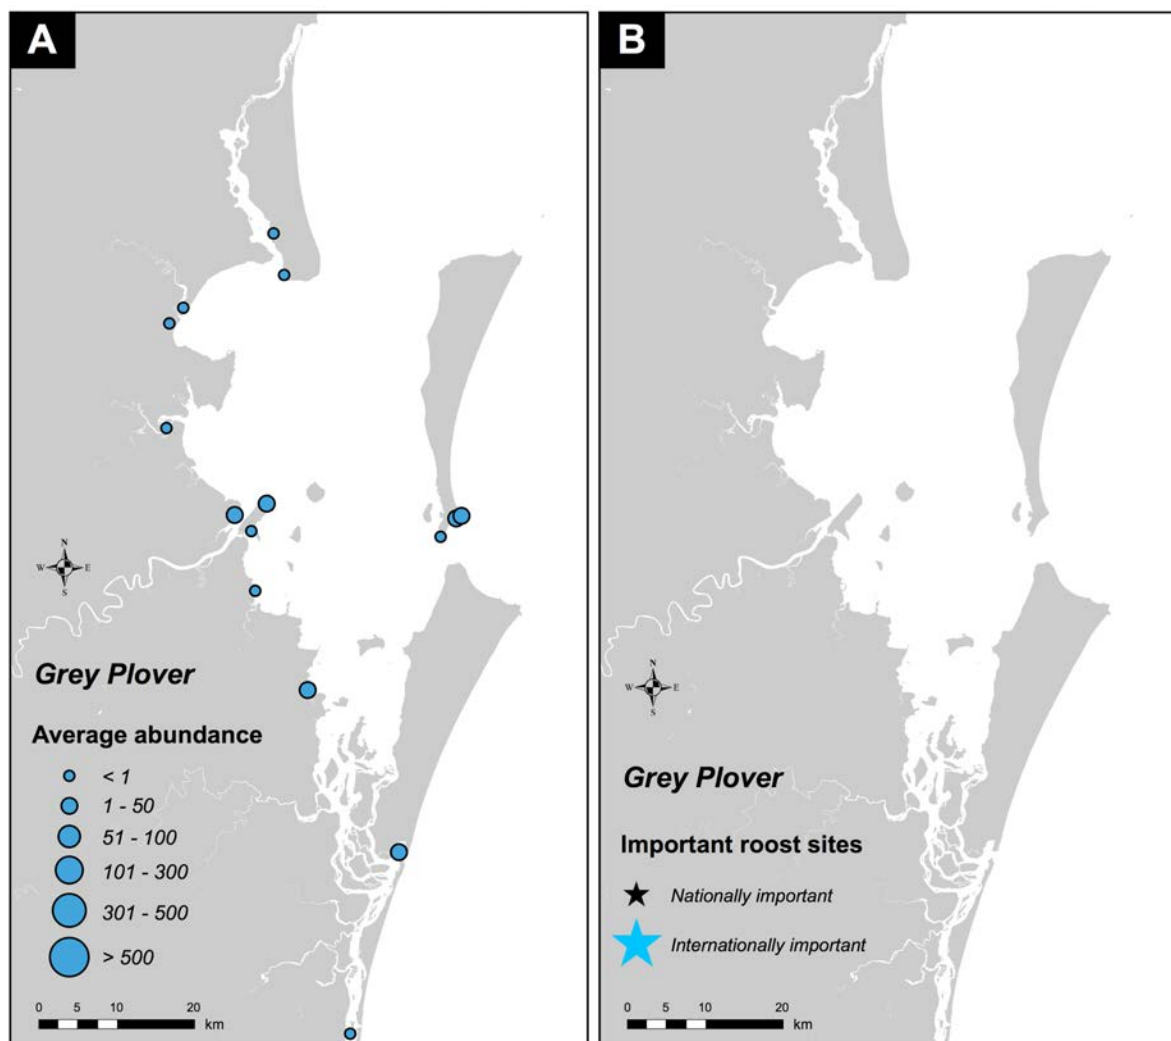 A
N
W E
S
Grey Plover
Average abundance
< 1
1 - 50
51 - 100
101 - 300
301 - 500
> 500
0 5 10 20
km
B
N
W E
S
Grey Plover
Important roost sites
Nationally important
Internationally important
0 5 10 20
km